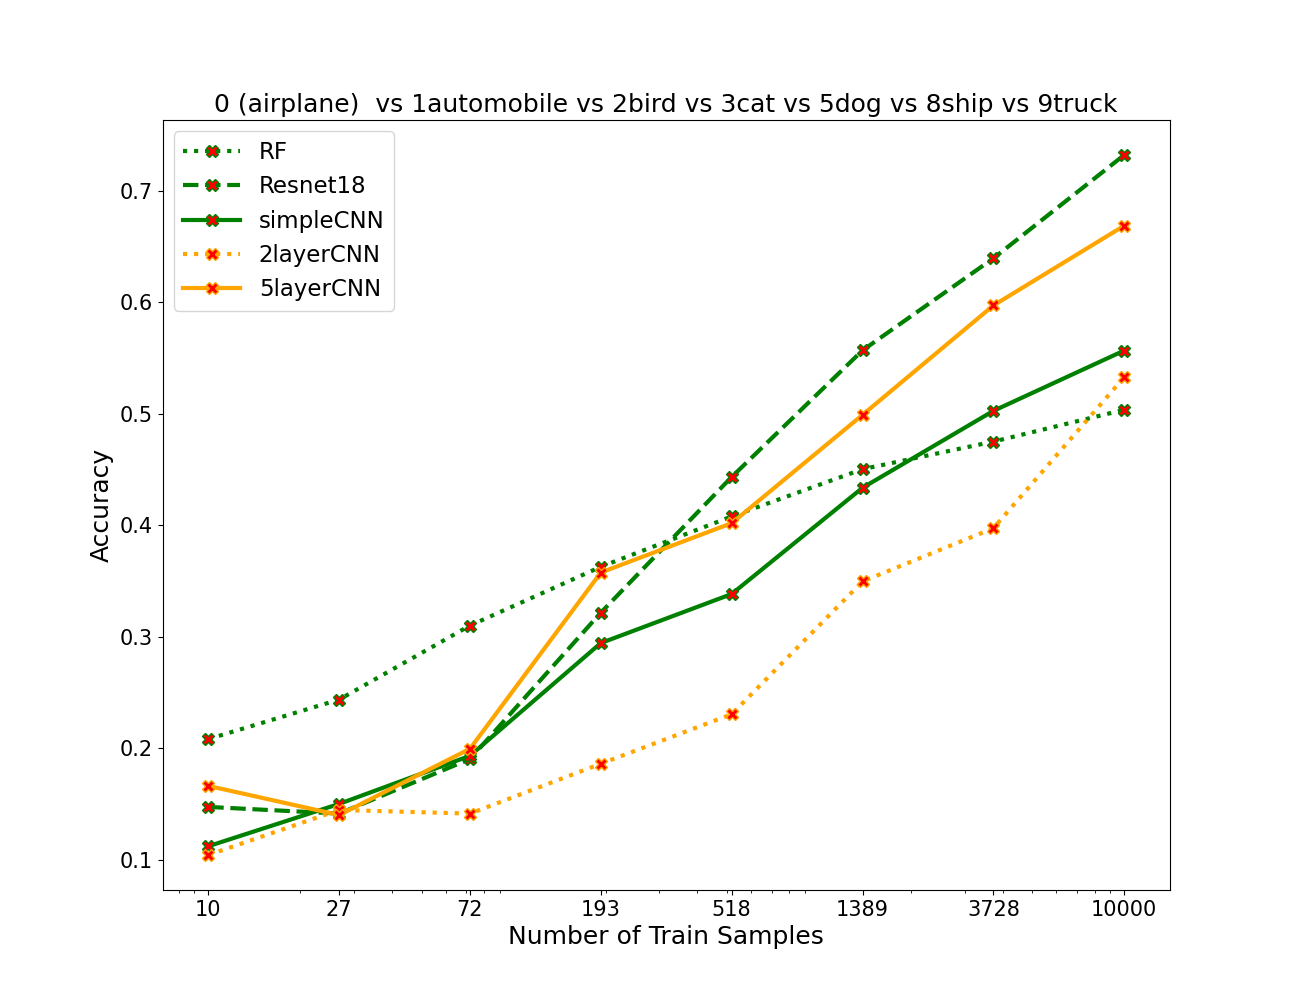 0 (airplane)  vs 1automobile vs 2bird vs 3cat vs 5dog vs 8ship vs 9truck
RF
Resnet18
simpleCNN
2layerCNN
5layerCNN
Accuracy
0.7
0.6
0.5
0.4
0.3
0.2
0.1
10 27 72 193 518 1389 3728 10000
Number of Train Samples